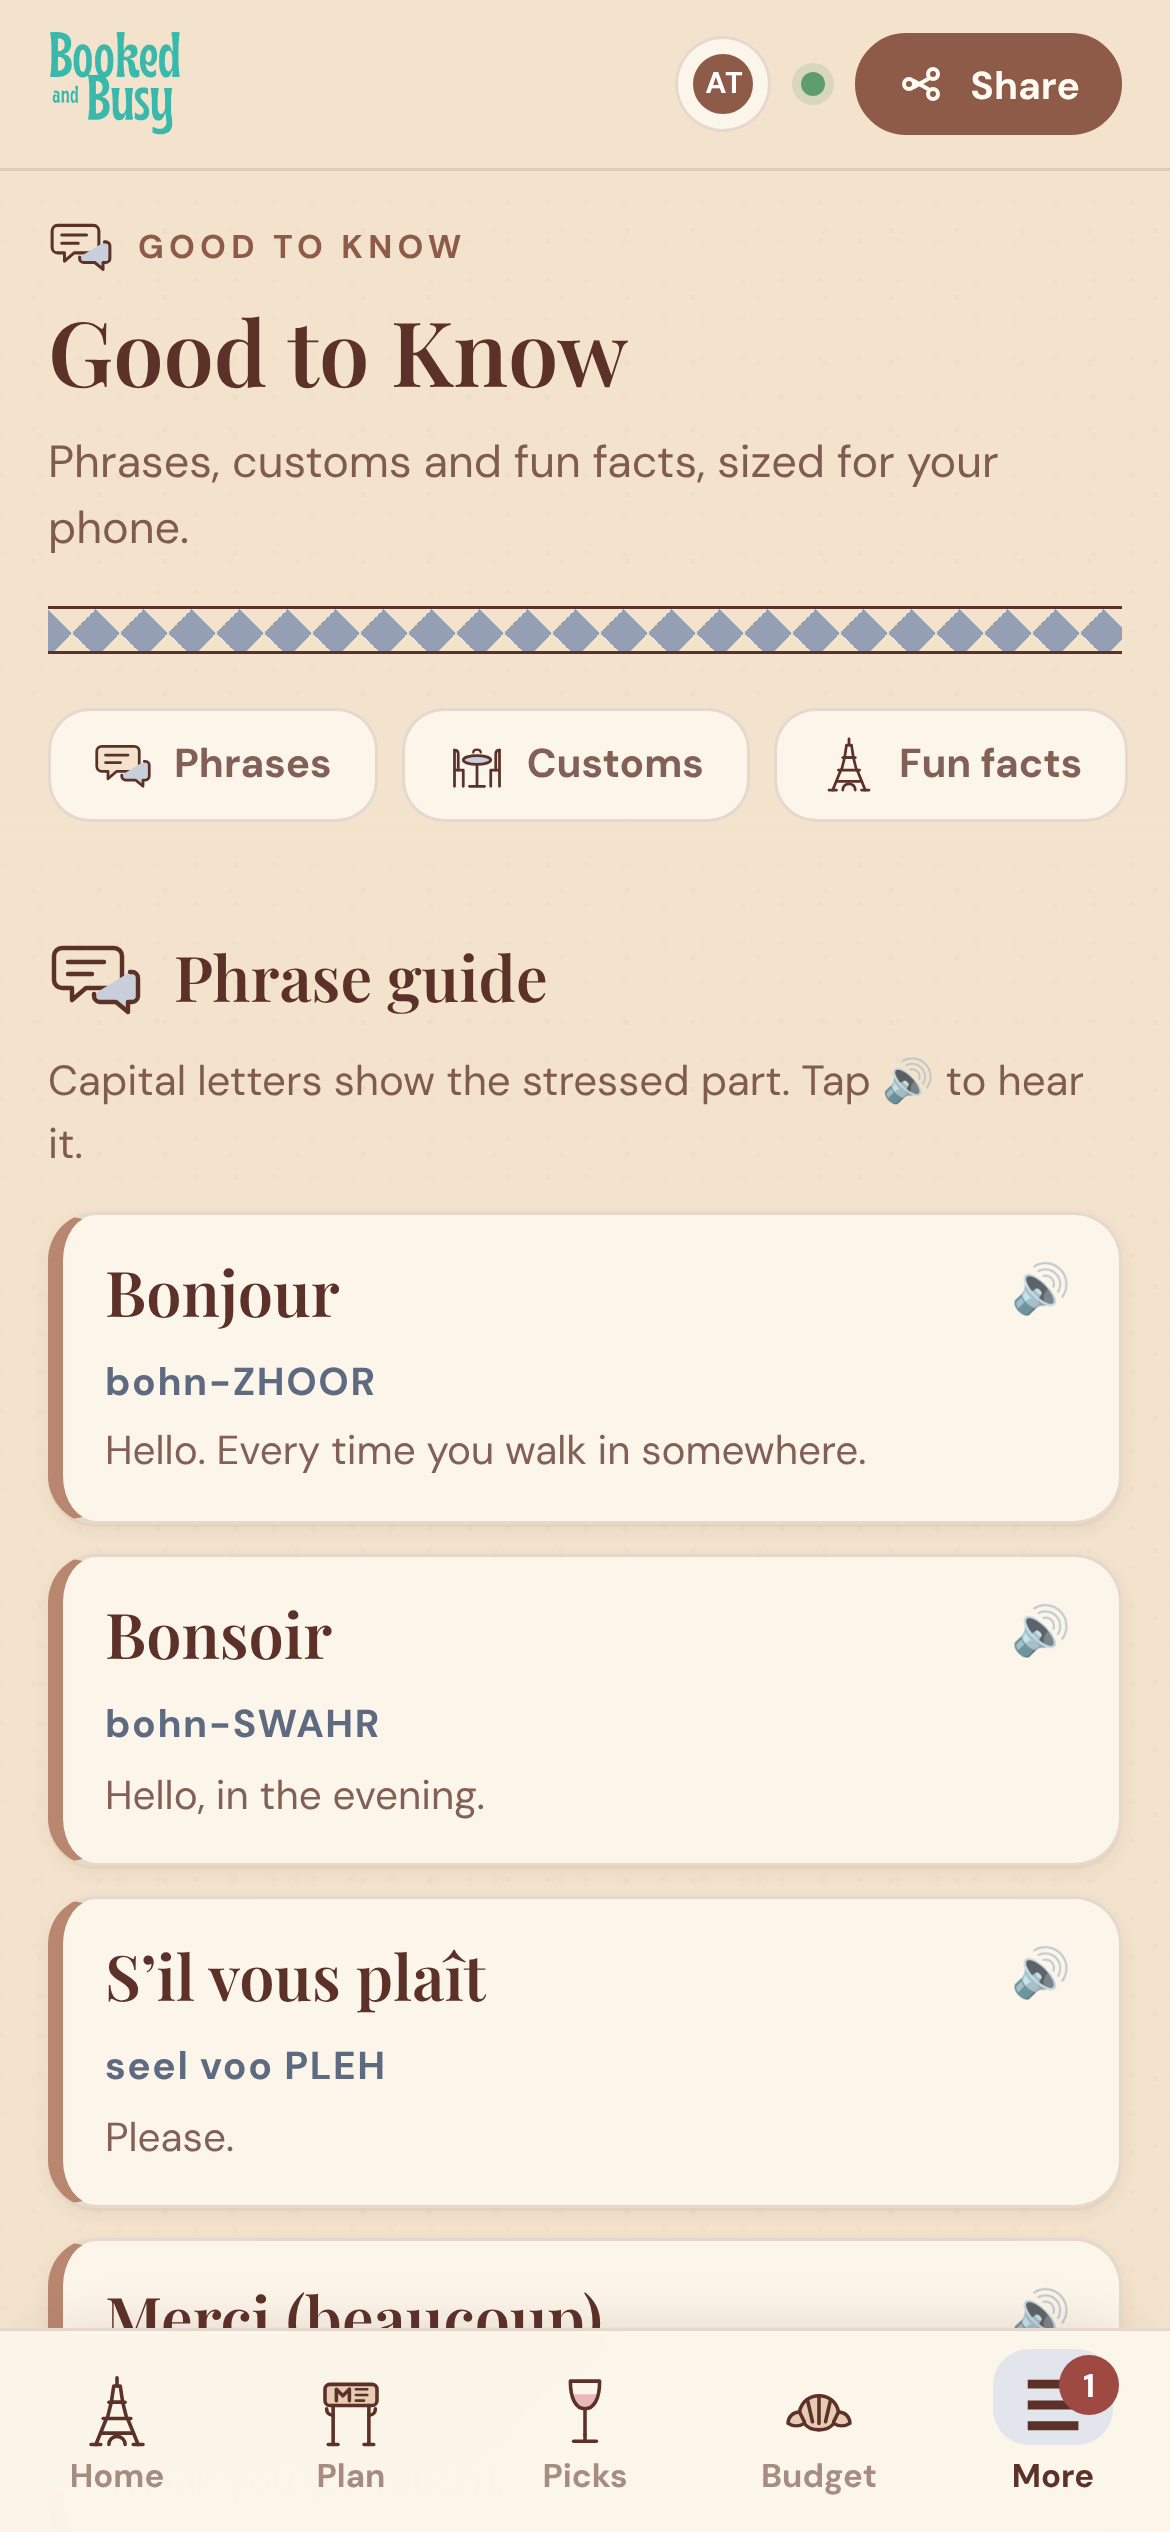 Booked
and Busy
AT
Share
GOOD TO KNOW
Good to Know
Phrases, customs and fun facts, sized for your
phone.
Phrases
Customs
Fun facts
Phrase guide
Capital letters show the stressed part. Tap 🔊 to hear
it.
Bonjour
bohn-ZHOOR
Hello. Every time you walk in somewhere.
Bonsoir
bohn-SWAHR
Hello, in the evening.
S’il vous plaît
seel voo PLEH
Please.
Merci (beaucoup)
1
Home
Plan
Picks
Budget
More